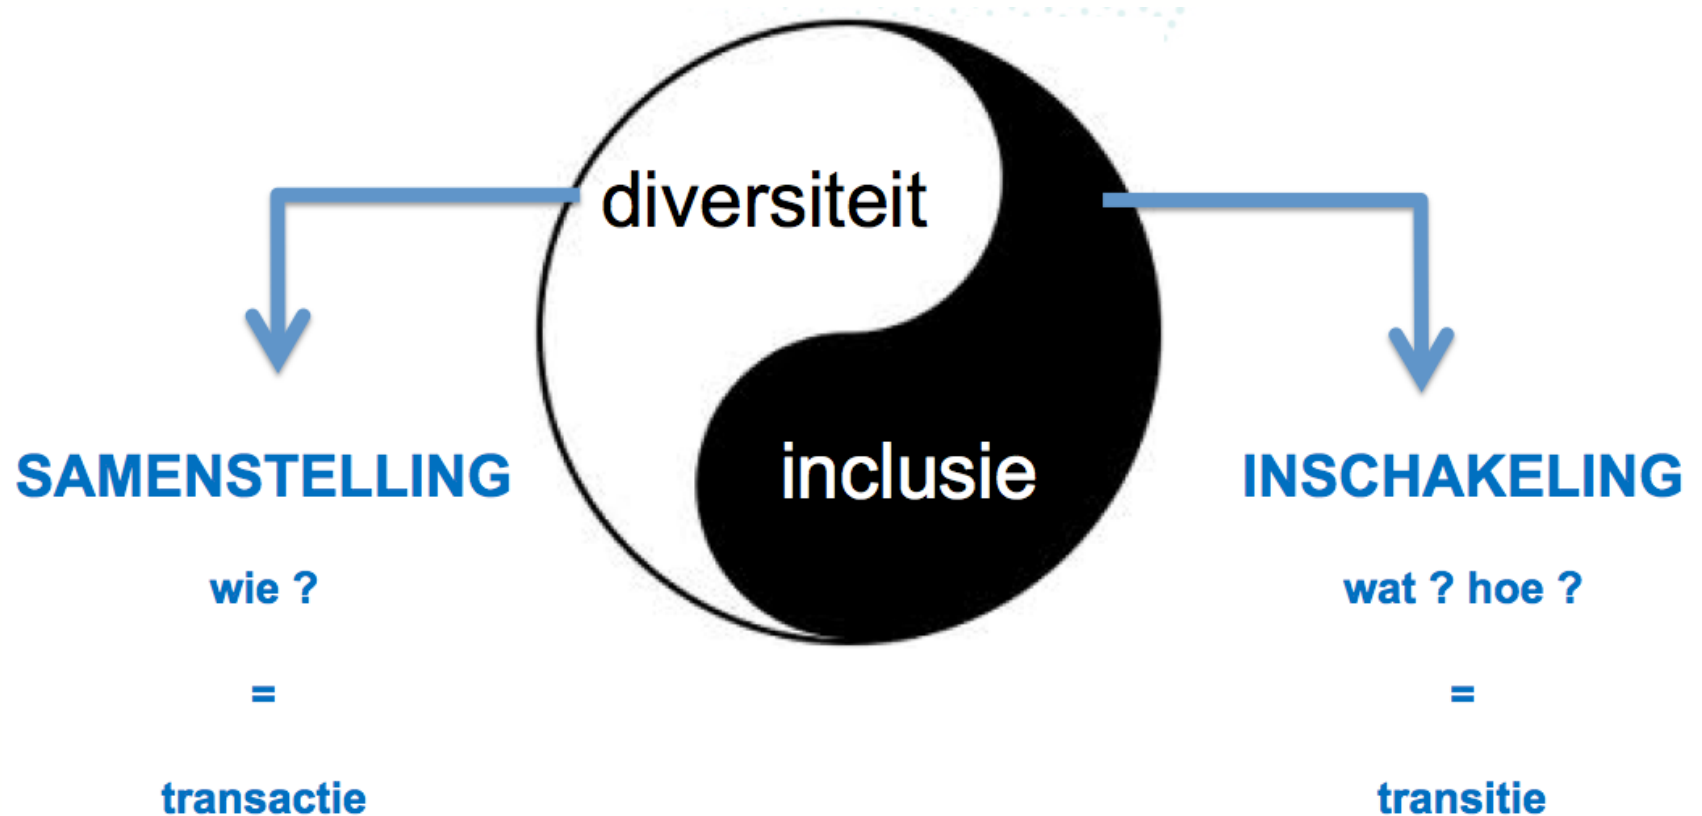 diversiteit
inclusie
SAMENSTELLING
wie ?
=
transactie
INSCHAKELING
wat ? hoe ?
=
transitie